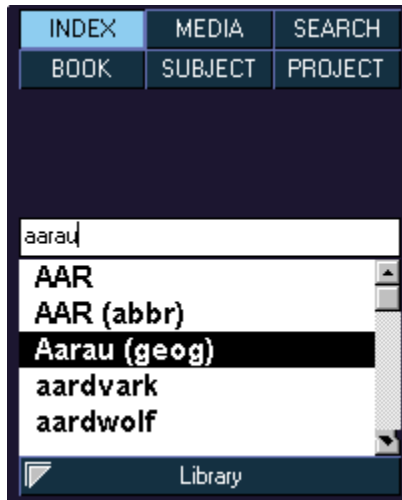 INDEX MEDIA SEARCH
BOOK SUBJECT PROJECT
aarau
AAR
AAR (abbr)
Aarau (geog)
aardvark
aardwolf
Library